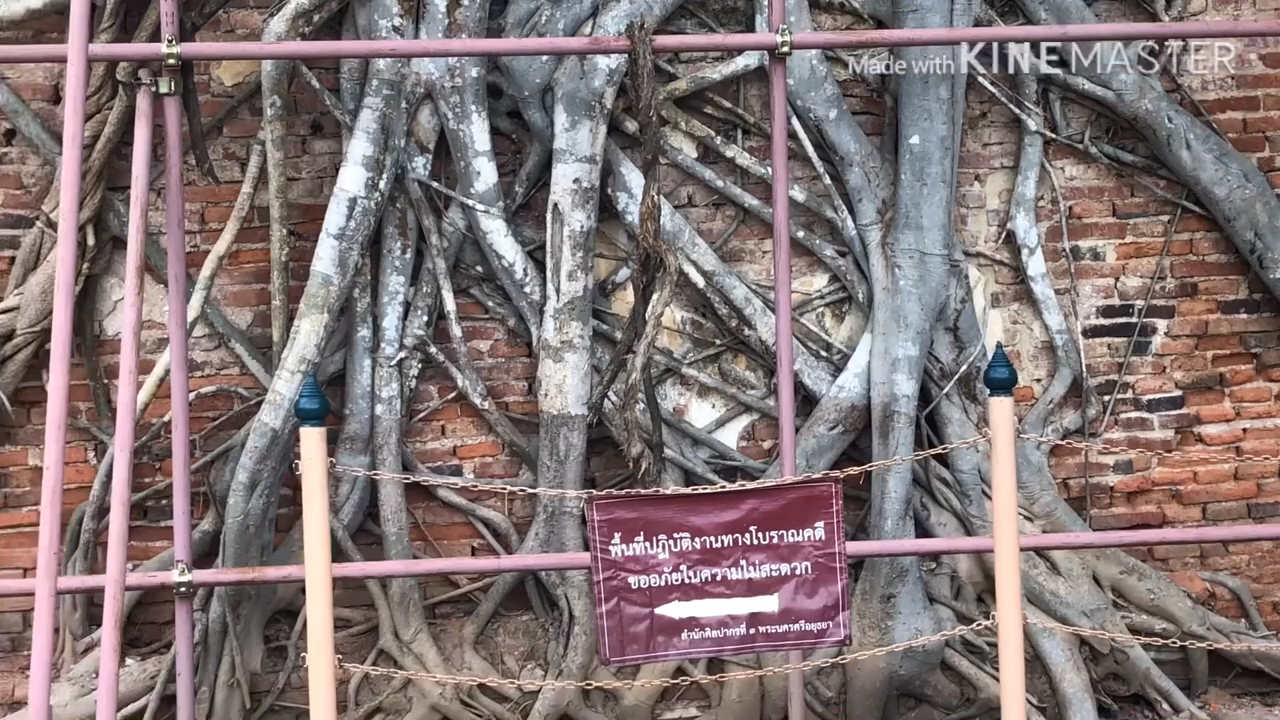 Made with KINEMASTER
พื้นที่ปฏิบัติงานทางโบราณคดี
ขออภัยในความไม่สะดวก
สำนักศิลปากรที่ ๓ พระนครศรีอยุธยา